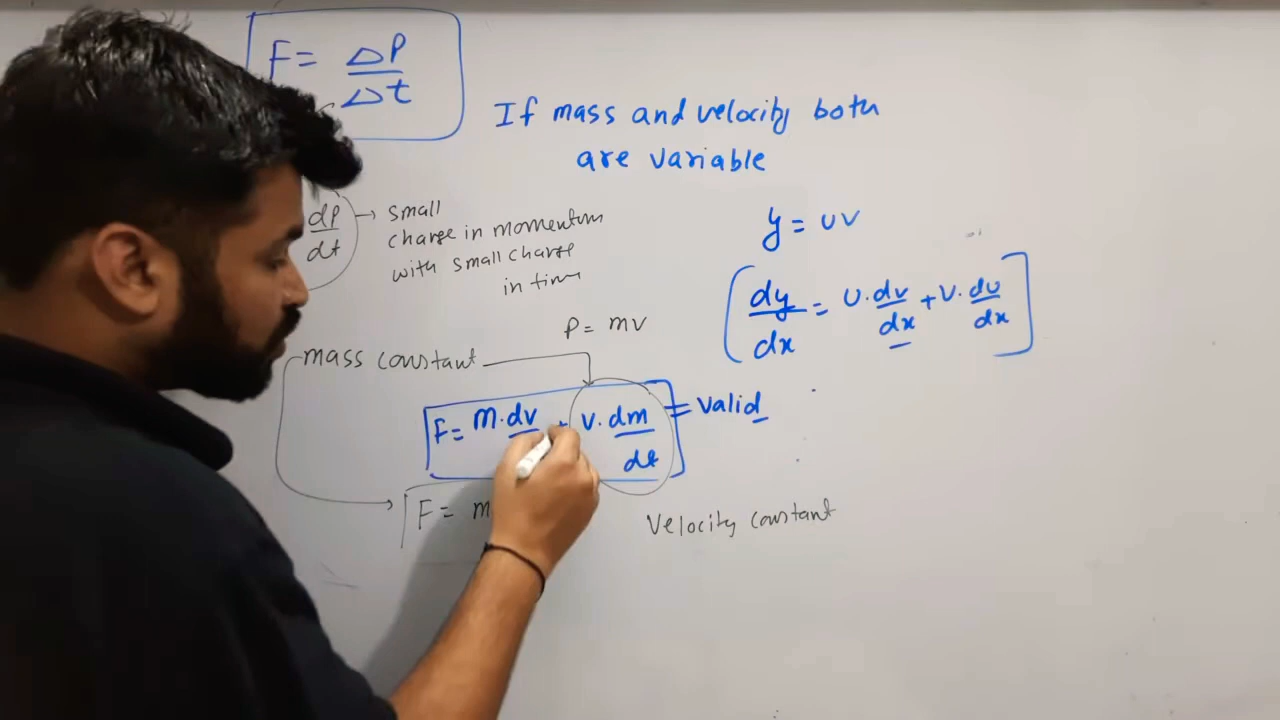 F = ΔP
Δt
If mass and velocity both
are variable
dp
dt
→ small
change in momentum
with small change
in time
y = uv
dy/dx = u.dv/dx + v.du/dx
P = mv
mass constant
F = m.dv + v.dm/dt = valid
F = m
Velocity constant